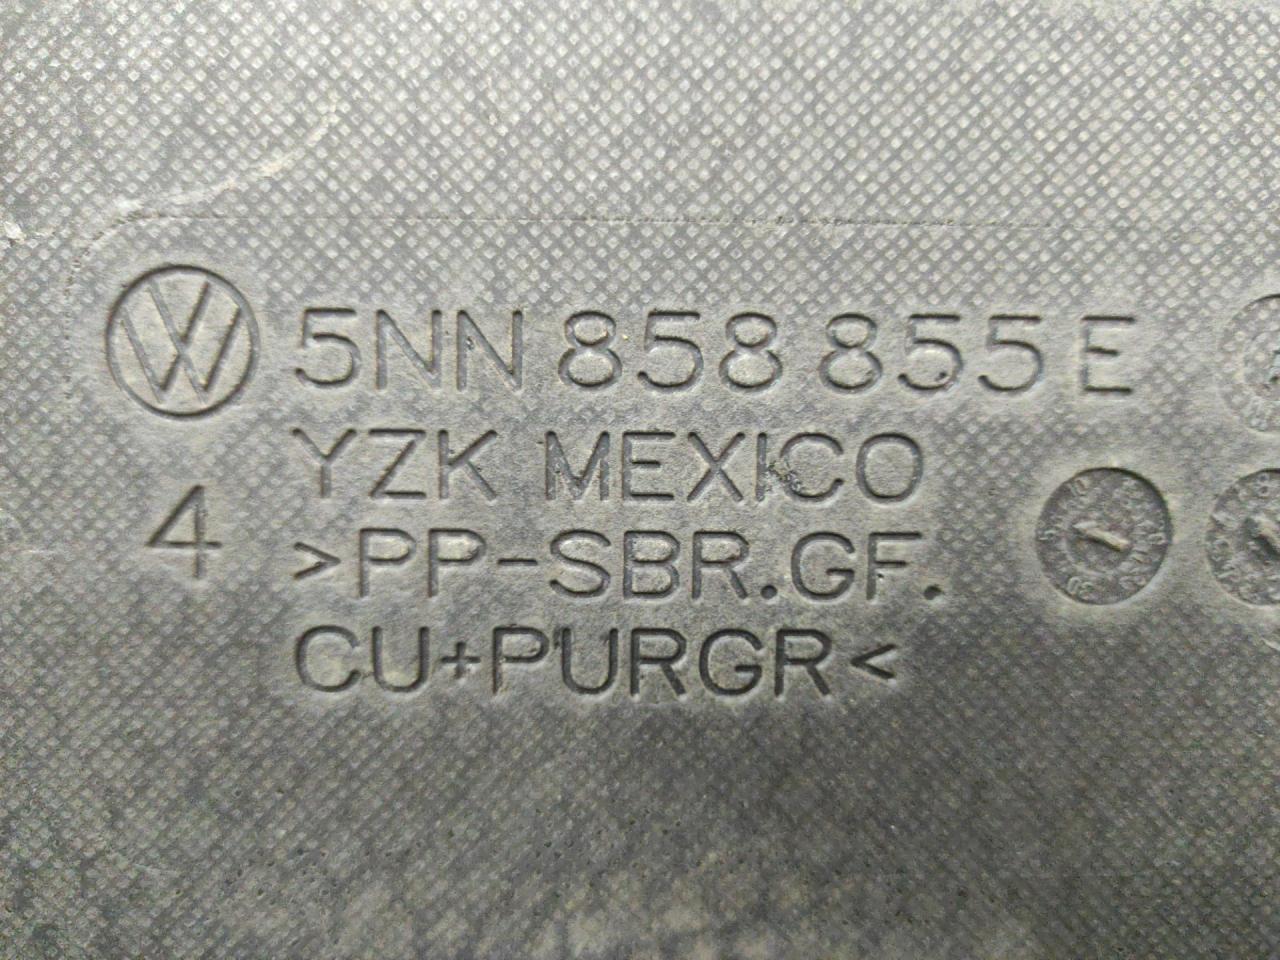 5NN 858 855 E
YZK MEXICO
4
>PP-SBR.GF.
CU+PURGR<